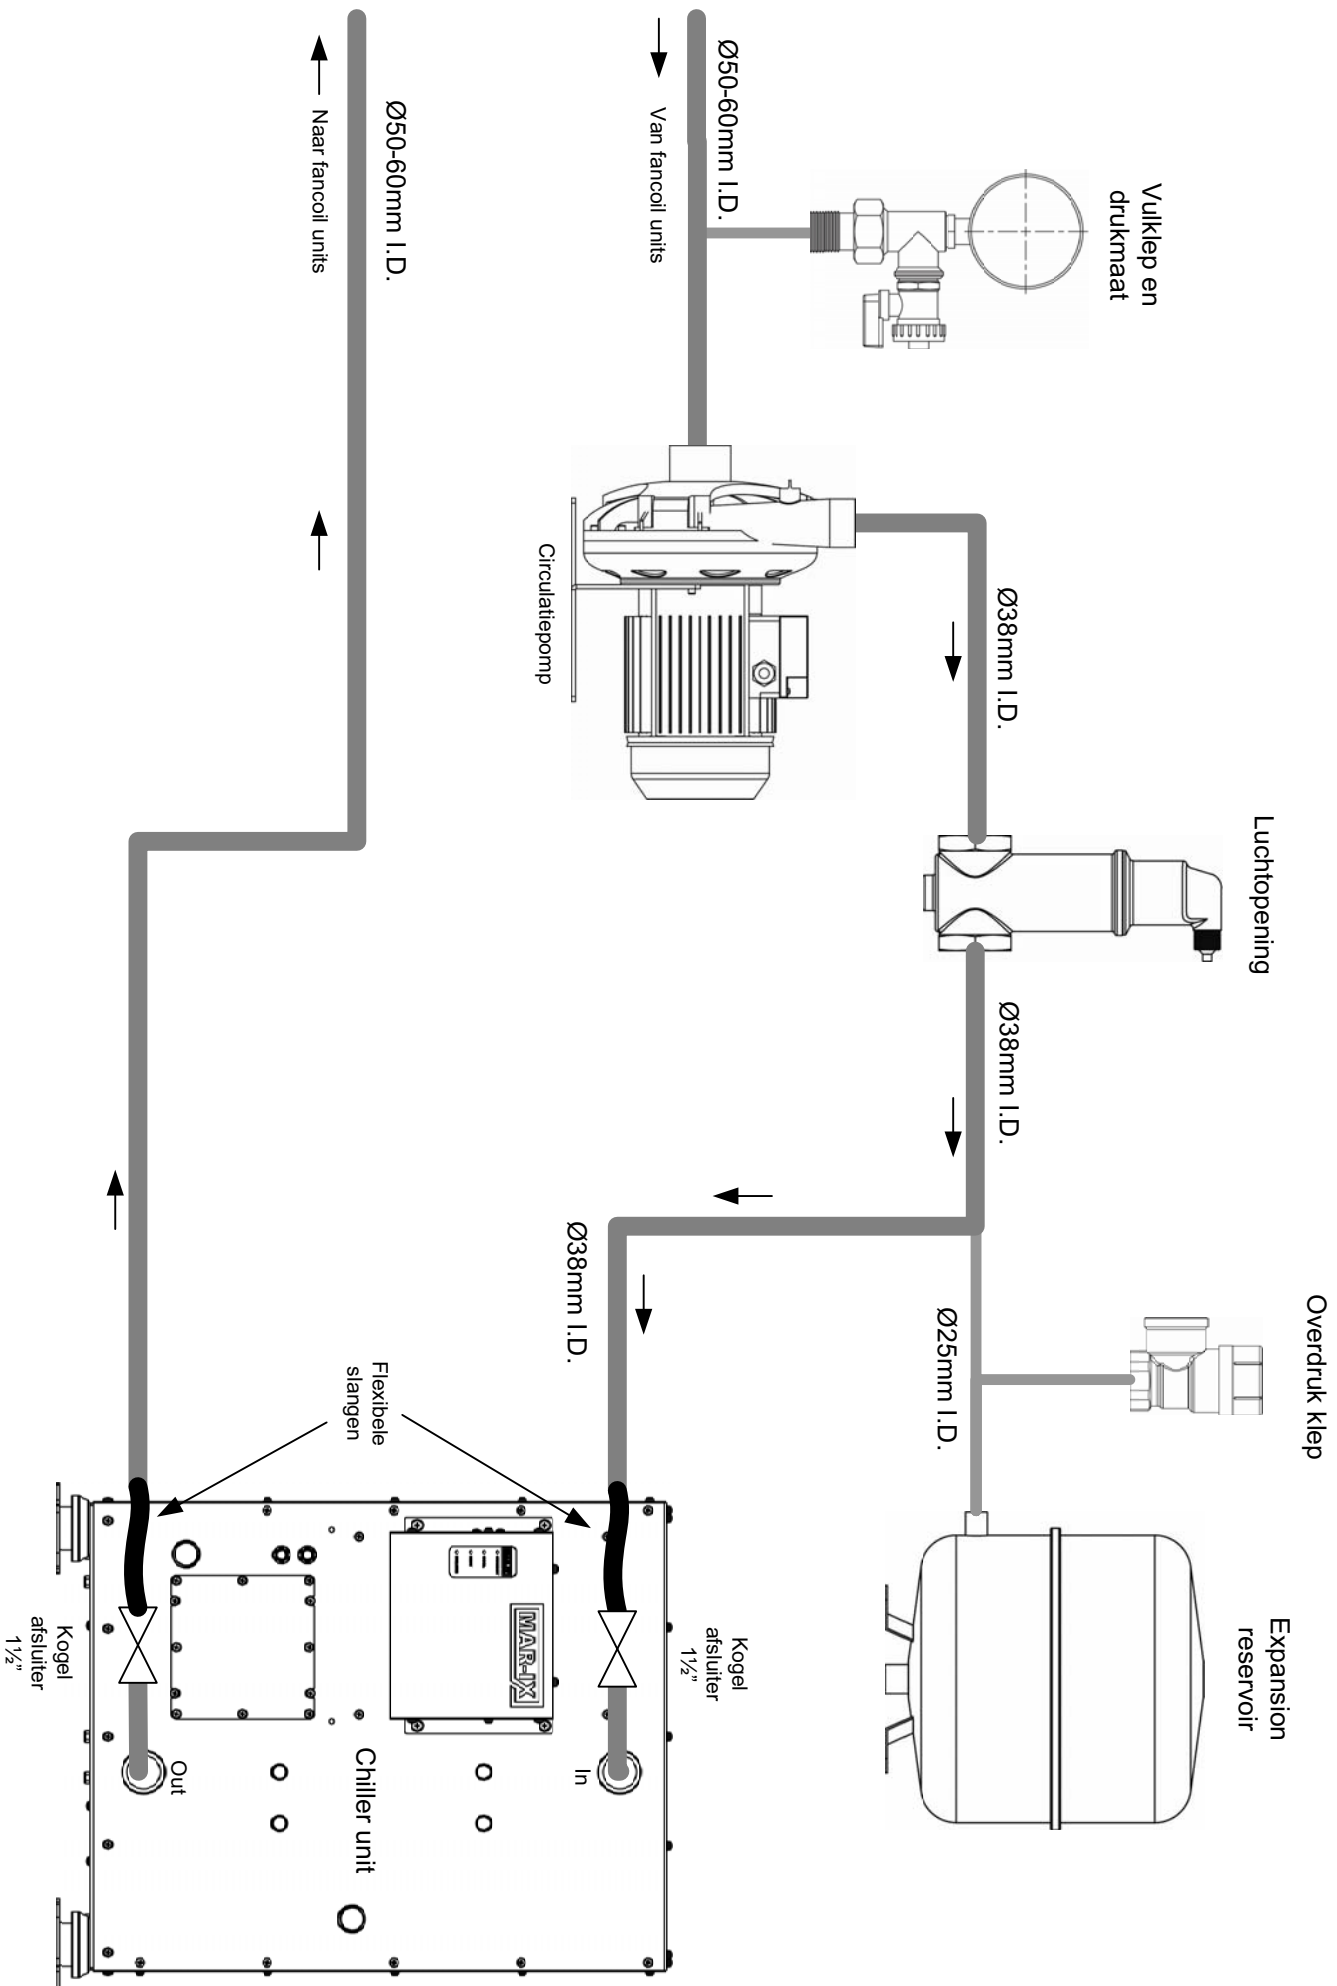 Overdruk klep
Expansion
reservoir
Luchtopening
Vulklep en
drukmaat
Ø38mm I.D.
Ø38mm I.D.
Ø25mm I.D.
Ø50-60mm I.D.
Van fancoil units
Circulatiepomp
Ø38mm I.D.
Kogel
afsluiter
1½”
In
MAR-IX
Ø50-60mm I.D.
Naar fancoil units
Flexibele
slangen
Chiller unit
Out
Kogel
afsluiter
1½”